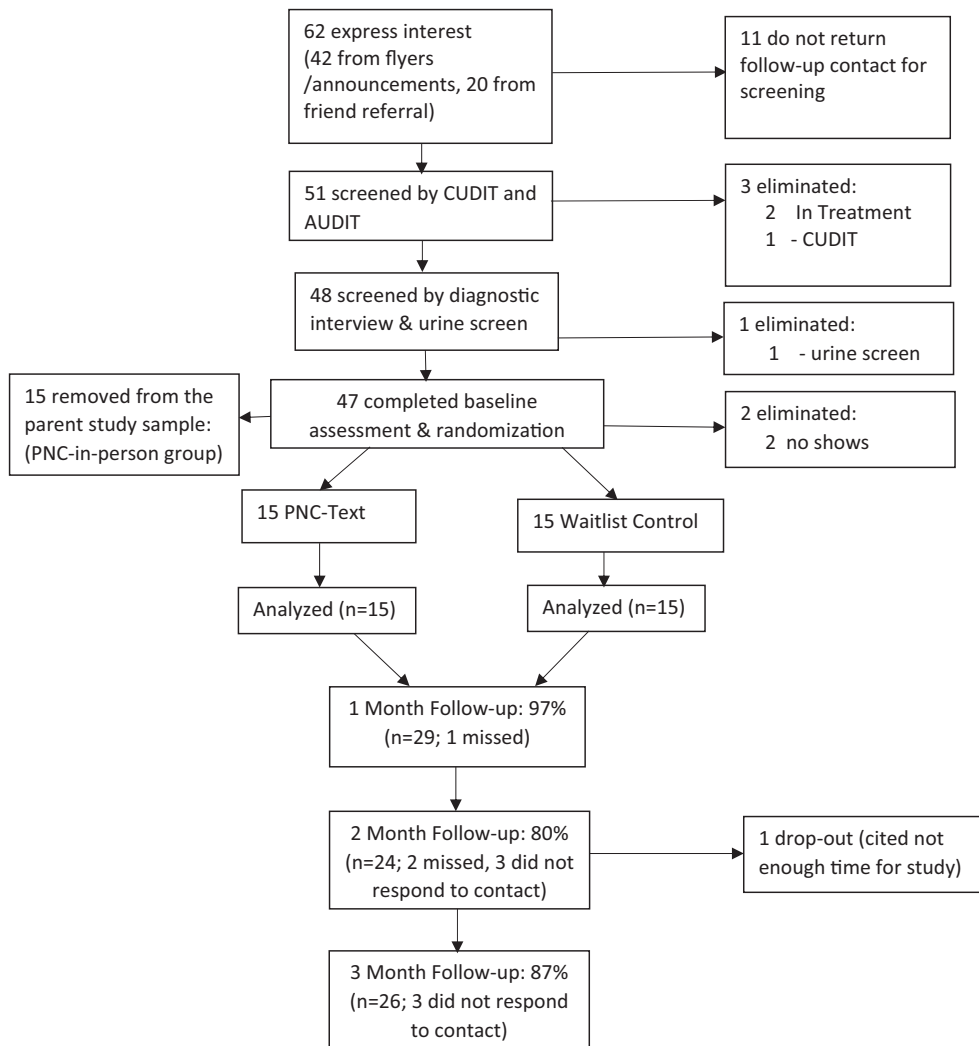 62 express interest
(42 from flyers
/announcements, 20 from
friend referral)
11 do not return
follow-up contact for
screening
51 screened by CUDIT and
AUDIT
3 eliminated:
2 In Treatment
1 - CUDIT
48 screened by diagnostic
interview & urine screen
1 eliminated:
1 - urine screen
15 removed from the
parent study sample:
(PNC-in-person group)
47 completed baseline
assessment & randomization
2 eliminated:
2 no shows
15 PNC-Text
15 Waitlist Control
Analyzed (n=15)
Analyzed (n=15)
1 Month Follow-up: 97%
(n=29; 1 missed)
2 Month Follow-up: 80%
(n=24; 2 missed, 3 did not
respond to contact)
1 drop-out (cited not
enough time for study)
3 Month Follow-up: 87%
(n=26; 3 did not respond
to contact)